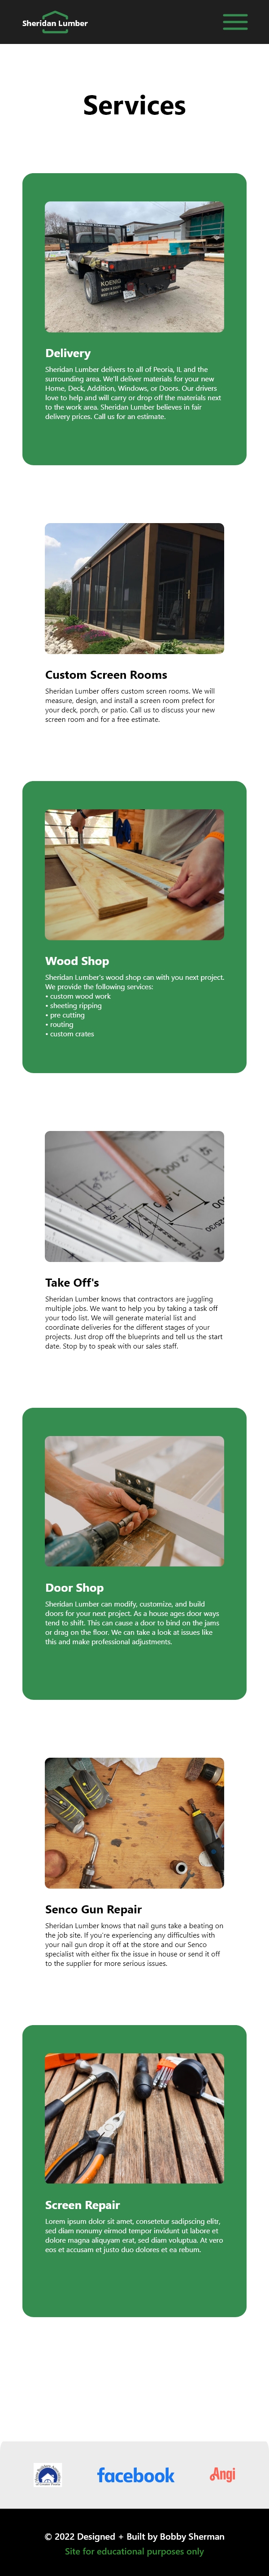 Sheridan Lumber
Services
KOENIG
Delivery
Sheridan Lumber delivers to all of Peoria, IL and the
surrounding area. We'll deliver materials for your new
Home, Deck, Addition, Windows, or Doors. Our drivers
love to help and will carry or drop off the materials next
to the work area. Sheridan Lumber believes in fair
delivery prices. Call us for an estimate.
Custom Screen Rooms
Sheridan Lumber offers custom screen rooms. We will
measure, design, and install a screen room prefect for
your deck, porch, or patio. Call us to discuss your new
screen room and for a free estimate.
Wood Shop
Sheridan Lumber's wood shop can with you next project.
We provide the following services:
• custom wood work
• sheeting ripping
• pre cutting
• routing
• custom crates
Take Off's
Sheridan Lumber knows that contractors are juggling
multiple jobs. We want to help you by taking a task off
your todo list. We will generate material list and
coordinate deliveries for the different stages of your
projects. Just drop off the blueprints and tell us the start
date. Stop by to speak with our sales staff.
Door Shop
Sheridan Lumber can modify, customize, and build
doors for your next project. As a house ages door ways
tend to shift. This can cause a door to bind on the jams
or drag on the floor. We can take a look at issues like
this and make professional adjustments.
Senco Gun Repair
Sheridan Lumber knows that nail guns take a beating on
the job site. If you're experiencing any difficulties with
your nail gun drop it off at the store and our Senco
specialist with either fix the issue in house or send it off
to the supplier for more serious issues.
Screen Repair
Lorem ipsum dolor sit amet, consetetur sadipscing elitr,
sed diam nonumy eirmod tempor invidunt ut labore et
dolore magna aliquyam erat, sed diam voluptua. At vero
eos et accusam et justo duo dolores et ea rebum.
facebook
Angi
© 2022 Designed + Built by Bobby Sherman
Site for educational purposes only